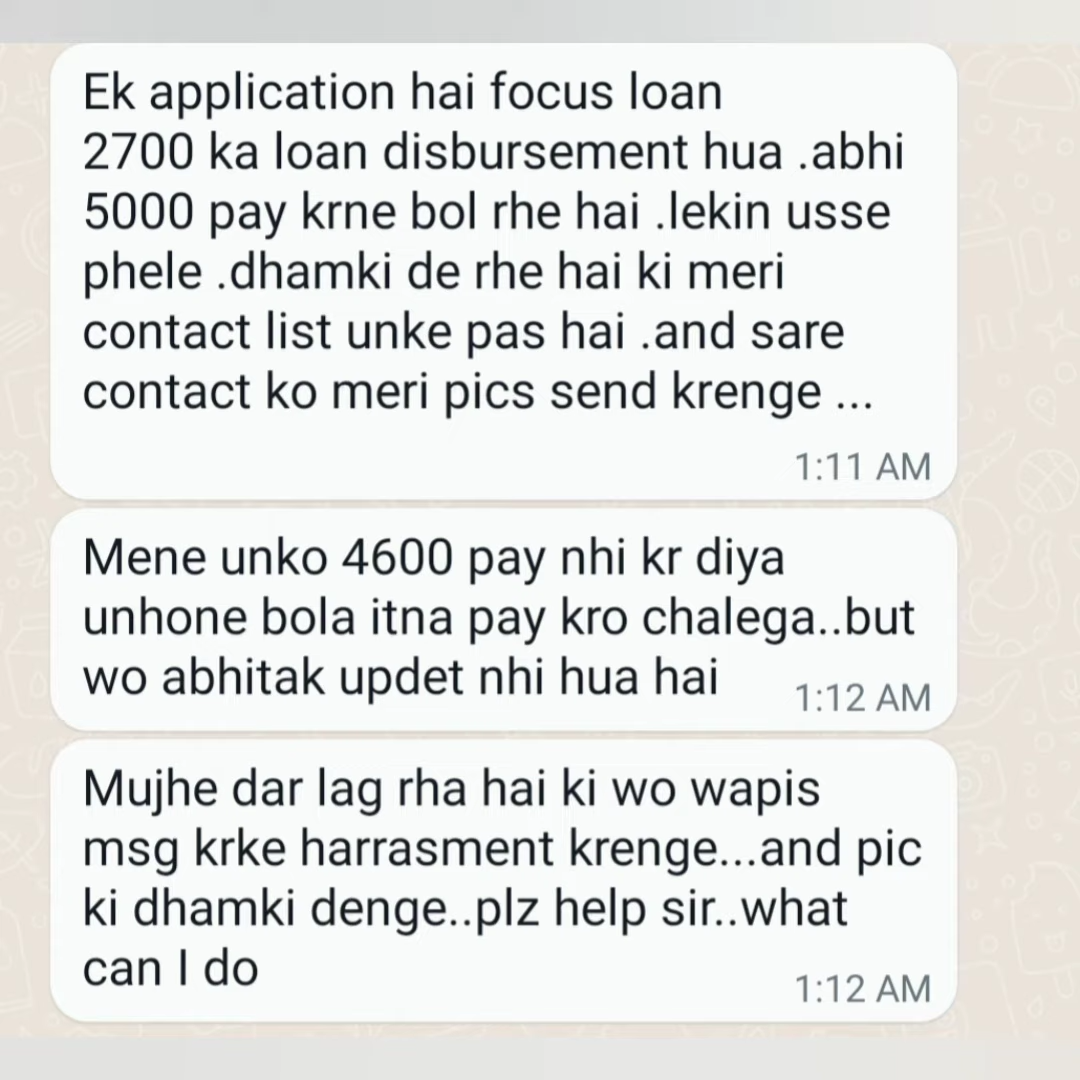 Ek application hai focus loan
2700 ka loan disbursement hua .abhi
5000 pay krne bol rhe hai .lekin usse
phele .dhamki de rhe hai ki meri
contact list unke pas hai .and sare
contact ko meri pics send krenge ...
1:11 AM
Mene unko 4600 pay nhi kr diya
unhone bola itna pay kro chalega..but
wo abhitak updet nhi hua hai
1:12 AM
Mujhe dar lag rha hai ki wo wapis
msg krke harrasment krenge...and pic
ki dhamki denge..plz help sir..what
can I do
1:12 AM